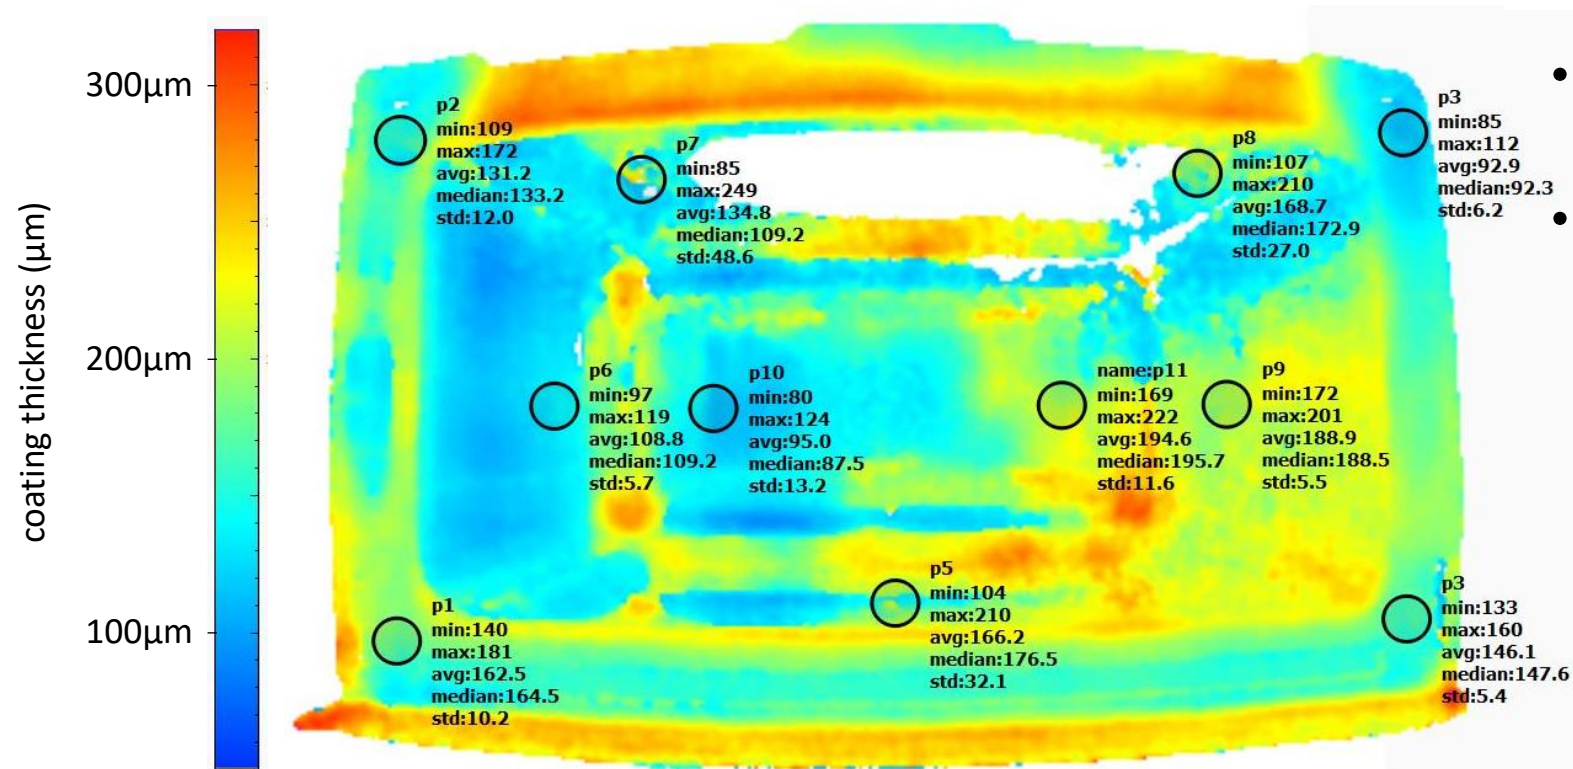 coating thickness (μm)
300μm
200μm
100μm
p2
min:109
max:172
avg:131.2
median:133.2
std:12.0
p7
min:85
max:249
avg:134.8
median:109.2
std:48.6
p8
min:107
max:210
avg:168.7
median:172.9
std:27.0
p3
min:85
max:112
avg:92.9
median:92.3
std:6.2
p6
min:97
max:119
avg:108.8
median:109.2
std:5.7
p10
min:80
max:124
avg:95.0
median:87.5
std:13.2
name:p11
min:169
max:222
avg:194.6
median:195.7
std:11.6
p9
min:172
max:201
avg:188.9
median:188.5
std:5.5
p1
min:140
max:181
avg:162.5
median:164.5
std:10.2
p5
min:104
max:210
avg:166.2
median:176.5
std:32.1
p3
min:133
max:160
avg:146.1
median:147.6
std:5.4
•
•